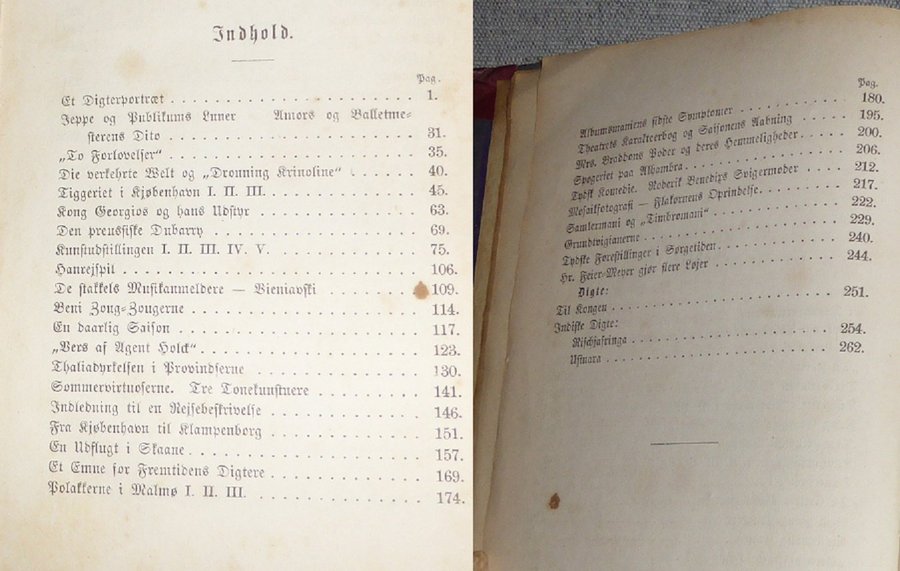 Indhold.
Pag.
Et Digterportræt . . . . . . . . . . . . . . . . . . . . 1.
Jeppe og Publikums Luner Amors og Balletme-
sterens Dito . . . . . . . . . . . . . . . . . . . . 31.
„To Forlovelser“ . . . . . . . . . . . . . . . . . . . . 35.
Die verkehrte Welt og „Dronning Krinoline“ . . . . . . 40.
Tiggeriet i Kjøbenhavn I. II. III. . . . . . . . . . . . . 45.
Kong Georgios og hans Udstyr . . . . . . . . . . . . . 63.
Den preussiske Dubarry . . . . . . . . . . . . . . . . 69.
Kunstudstillingen I. II. III. IV. V. . . . . . . . . . . . 75.
Hanrejspil . . . . . . . . . . . . . . . . . . . . 106.
De stakkels Musikanmeldere — Vieniavski . . . . . . 109.
Beni Zoug-Zougerne . . . . . . . . . . . . . . . . 114.
En daarlig Saison . . . . . . . . . . . . . . . . 117.
„Vers af Agent Holck“ . . . . . . . . . . . . . . . . 123.
Thaliadyrkelsen i Provindserne . . . . . . . . . . . . 130.
Sommervirtuoserne. Tre Tonekunstnere . . . . . . . . 141.
Indledning til en Rejsebeskrivelse . . . . . . . . . . . 146.
Fra Kjøbenhavn til Klampenborg . . . . . . . . . . . 151.
En Udflugt i Skaane . . . . . . . . . . . . . . . . 157.
Et Emne for Fremtidens Digtere . . . . . . . . . . . 169.
Polakkerne i Malmø I. II. III. . . . . . . . . . . . . 174.
Pag.
Albumsmaniens sidste Symptomer . . . . . . . . . . . 180.
Theatrets Karakterbog og Saisonens Aabning . . . . . . 195.
Mrs. Braddons Bøder og deres Hemmeligheder . . . . . . 200.
Spøgeriet paa Alhambra . . . . . . . . . . . . . . . 206.
Tydsk Komedie. Roderik Benedixs Svigermoder . . . . . 212.
Mosaikfotografi — Flakornens Oprindelse . . . . . . . . 217.
Samlermani og „Timbromani“ . . . . . . . . . . . . . 222.
Grundtvigianerne . . . . . . . . . . . . . . . . 229.
Tydske Forestillinger i Sørgetiden . . . . . . . . . . . 240.
Hr. Feier-Meyer gjør flere Løjer . . . . . . . . . . . . 244.
Digte:
Til Kongen . . . . . . . . . . . . . . . . . . . . 251.
Indiske Digte:
Rischjasringa . . . . . . . . . . . . . . . . . . . . 254.
Usinara . . . . . . . . . . . . . . . . . . . . 262.